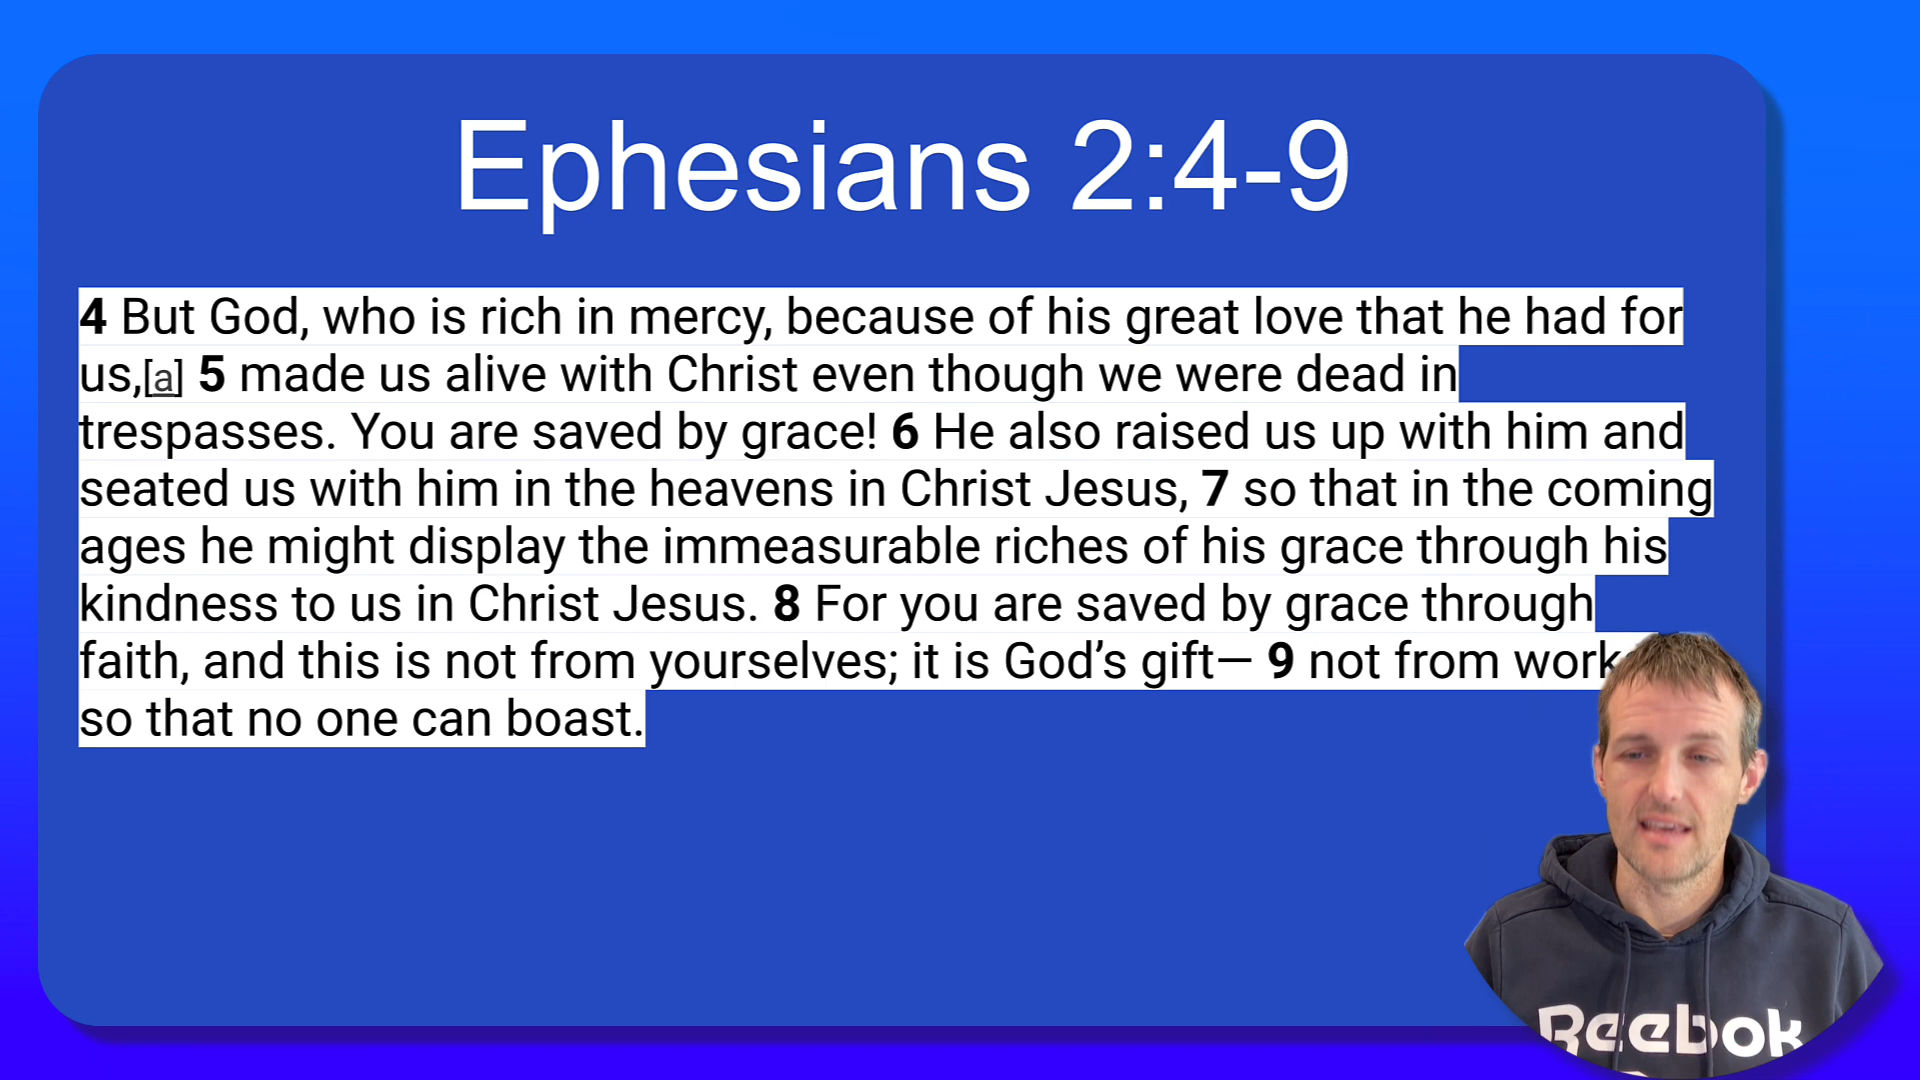 Ephesians 2:4-9
4 But God, who is rich in mercy, because of his great love that he had for
us,[a] 5 made us alive with Christ even though we were dead in
trespasses. You are saved by grace! 6 He also raised us up with him and
seated us with him in the heavens in Christ Jesus, 7 so that in the coming
ages he might display the immeasurable riches of his grace through his
kindness to us in Christ Jesus. 8 For you are saved by grace through
faith, and this is not from yourselves; it is God’s gift— 9 not from work
so that no one can boast.
Reebok